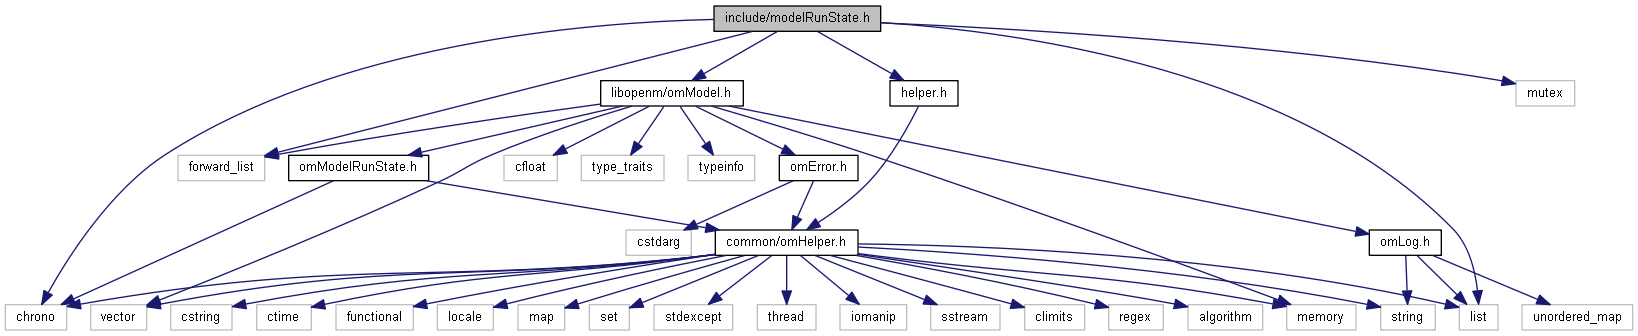 include/modelRunState.h
libopenm/omModel.h
helper.h
mutex
forward_list
omModelRunState.h
cfloat
type_traits
typeinfo
omError.h
cstdarg
common/omHelper.h
omLog.h
chrono
vector
cstring
ctime
functional
locale
map
set
stdexcept
thread
iomanip
sstream
climits
regex
algorithm
memory
string
list
unordered_map